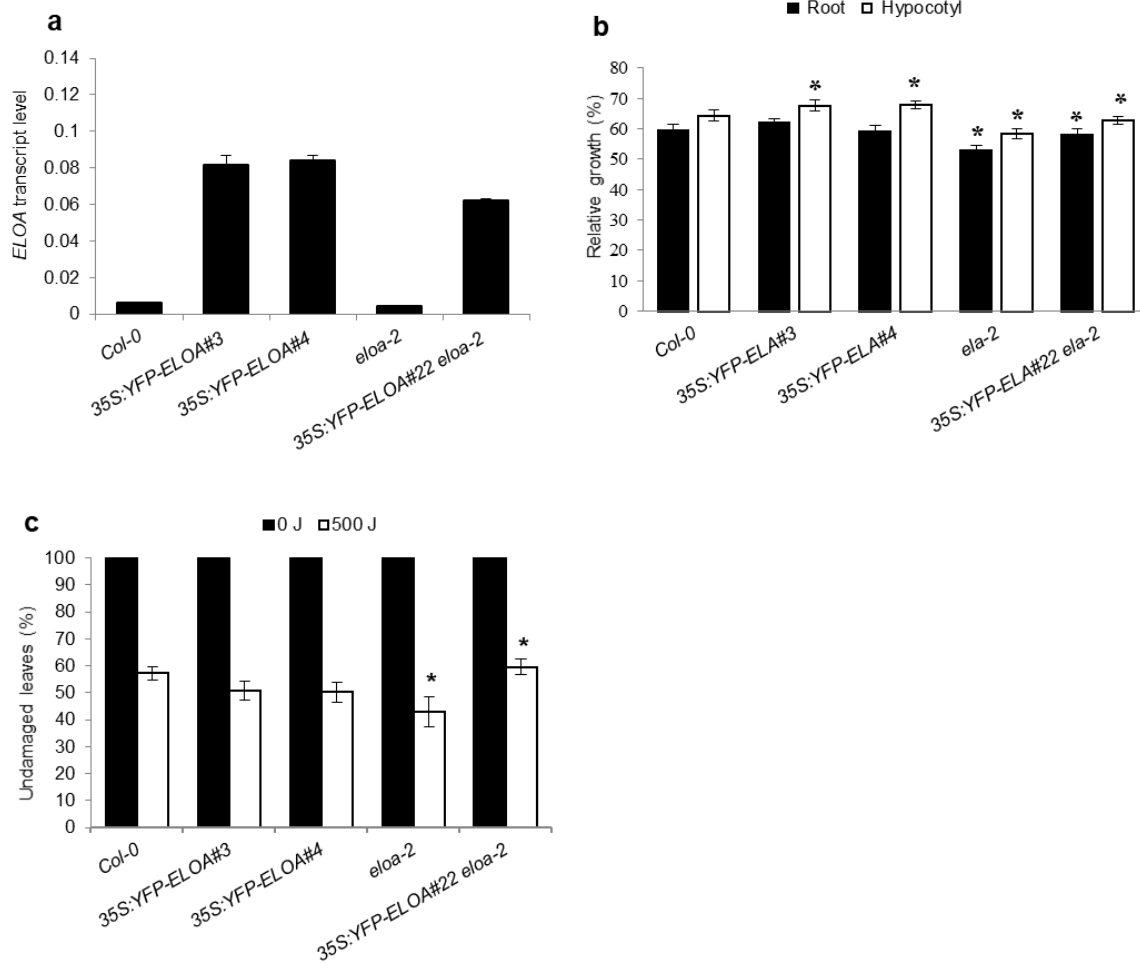 a
ELOA transcript level
0.14
0.12
0.1
0.08
0.06
0.04
0.02
0
Col-0
35S:YFP-ELOA#3
35S:YFP-ELOA#4
eloa-2
35S:YFP-ELOA#22 eloa-2
b
Root Hypocotyl
Relative growth (%)
80
70
60
50
40
30
20
10
0
* * * * * *
Col-0
35S:YFP-ELA#3
35S:YFP-ELA#4
ela-2
35S:YFP-ELA#22 ela-2
c
0 J 500 J
Undamaged leaves (%)
100
90
80
70
60
50
40
30
20
10
0
* *
Col-0
35S:YFP-ELOA#3
35S:YFP-ELOA#4
eloa-2
35S:YFP-ELOA#22 eloa-2